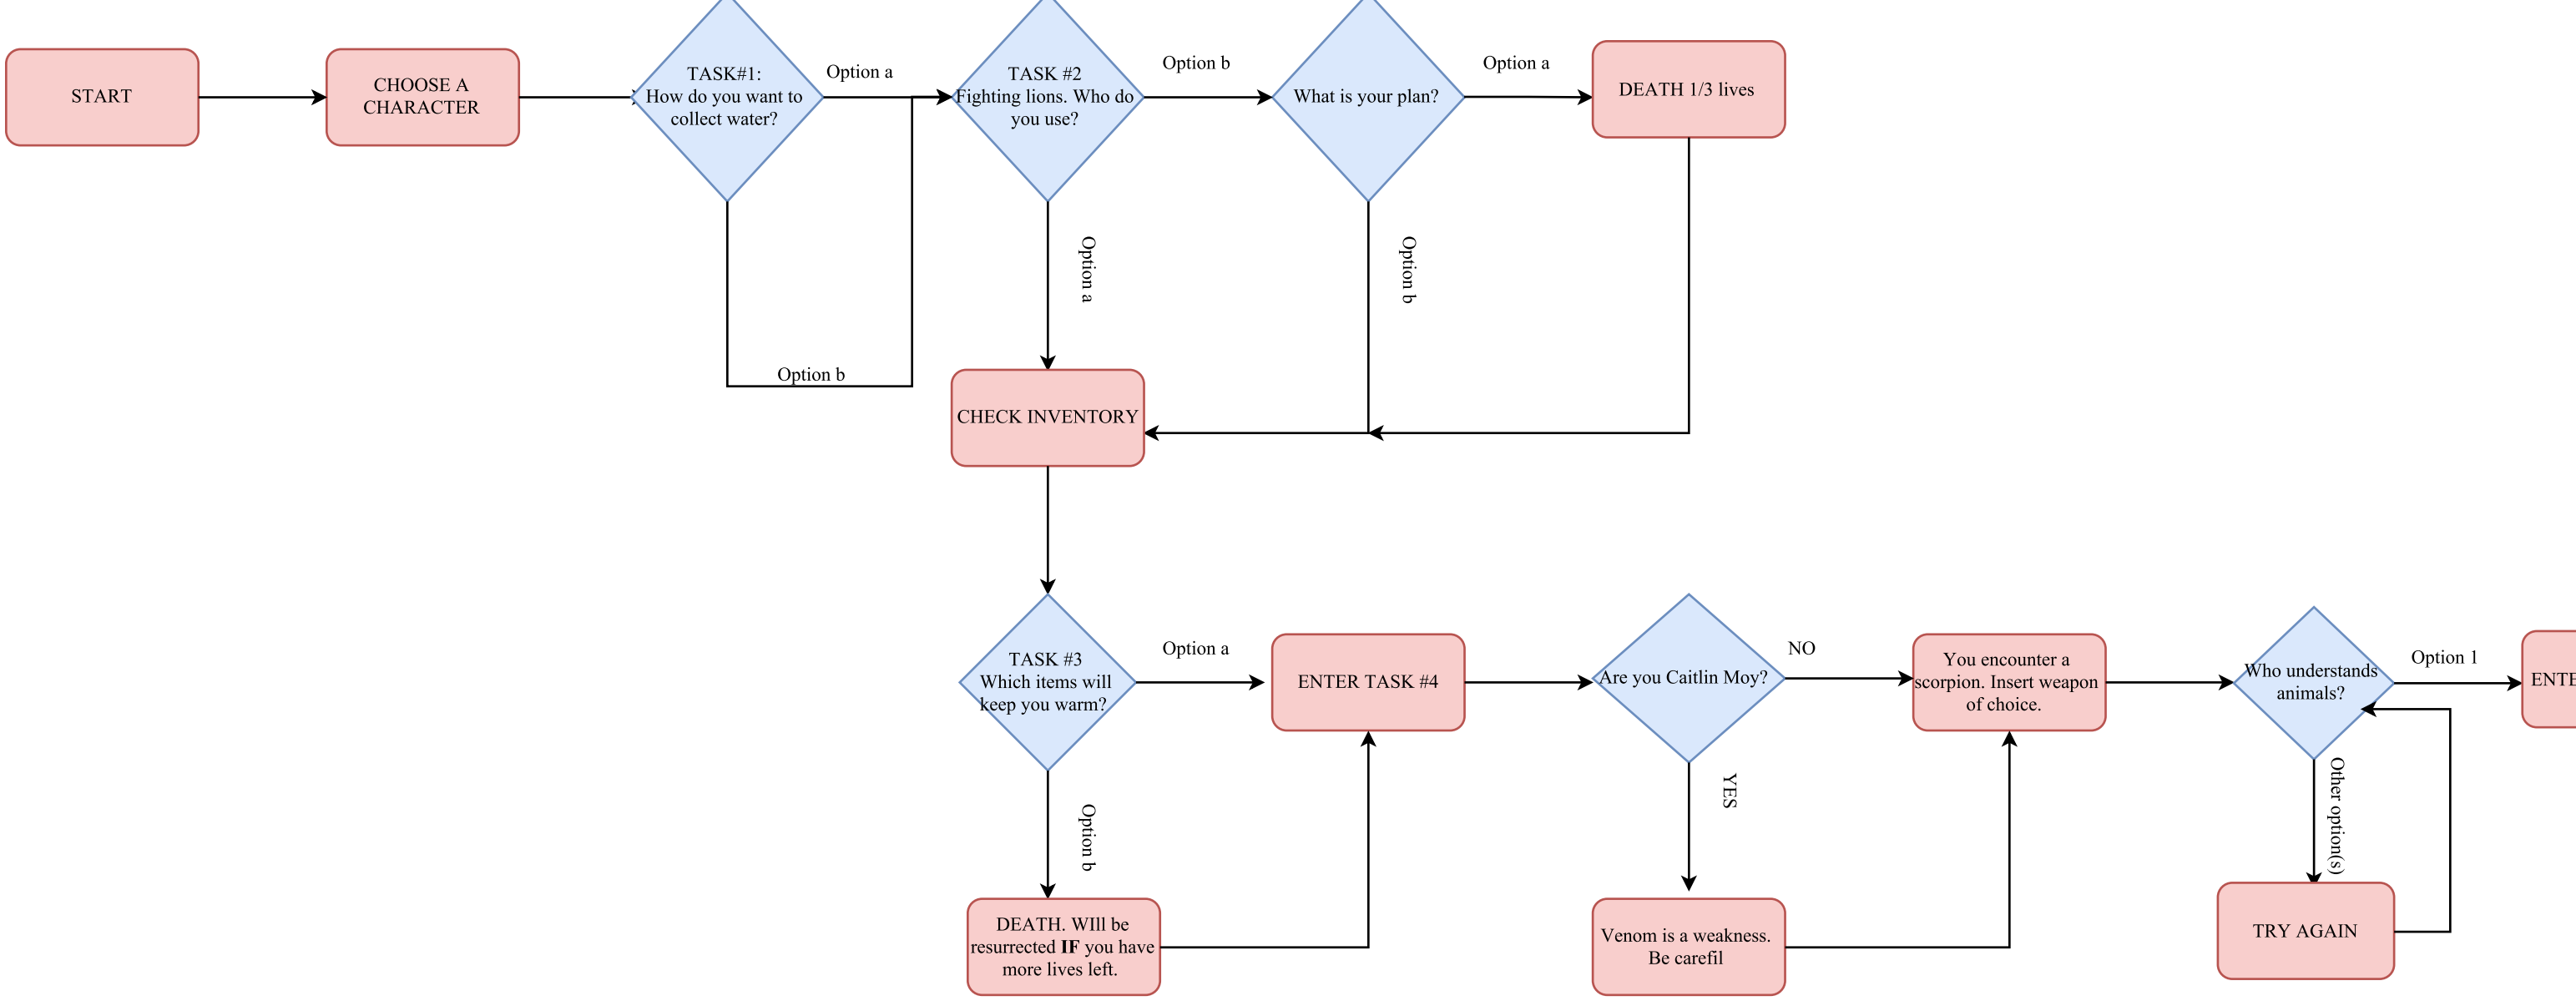 START
CHOOSE A
CHARACTER
TASK#1:
How do you want to
collect water?
Option a
TASK #2
Fighting lions. Who do
you use?
Option b
What is your plan?
Option a
DEATH 1/3 lives
Option a
Option b
Option b
CHECK INVENTORY
TASK #3
Which items will
keep you warm?
Option a
ENTER TASK #4
Are you Caitlin Moy?
NO
You encounter a
scorpion. Insert weapon
of choice.
Who understands
animals?
Option 1
ENTE
Option b
YES
Other option(s)
DEATH. WIll be
resurrected IF you have
more lives left.
Venom is a weakness.
Be carefil
TRY AGAIN